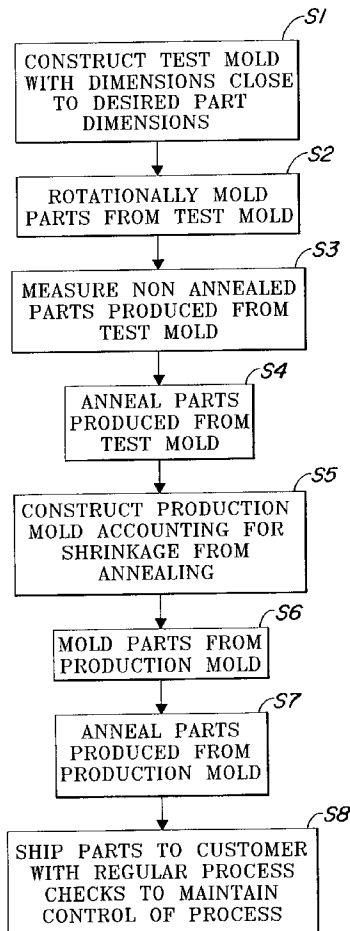 S1
CONSTRUCT TEST MOLD
WITH DIMENSIONS CLOSE
TO DESIRED PART
DIMENSIONS
S2
ROTATIONALLY MOLD
PARTS FROM TEST MOLD
S3
MEASURE NON ANNEALED
PARTS PRODUCED FROM
TEST MOLD
S4
ANNEAL PARTS
PRODUCED FROM
TEST MOLD
S5
CONSTRUCT PRODUCTION
MOLD ACCOUNTING FOR
SHRINKAGE FROM
ANNEALING
S6
MOLD PARTS FROM
PRODUCTION MOLD
S7
ANNEAL PARTS
PRODUCED FROM
PRODUCTION MOLD
S8
SHIP PARTS TO CUSTOMER
WITH REGULAR PROCESS
CHECKS TO MAINTAIN
CONTROL OF PROCESS